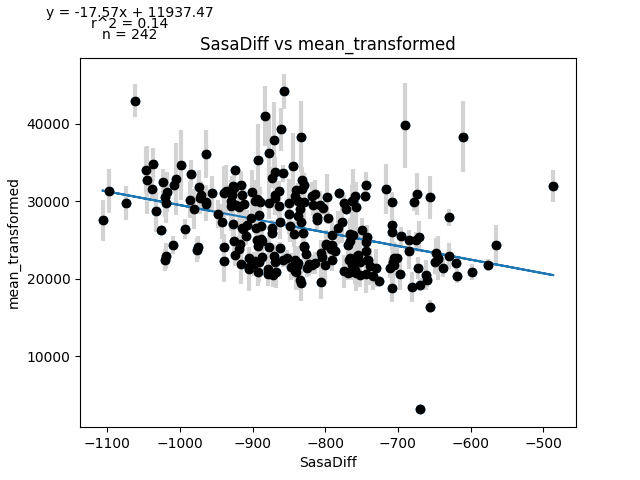 y = -17.57x + 11937.47
r^2 = 0.14
n = 242
SasaDiff vs mean_transformed
mean_transformed
40000
30000
20000
10000
−1100 −1000 −900 −800 −700 −600 −500
SasaDiff